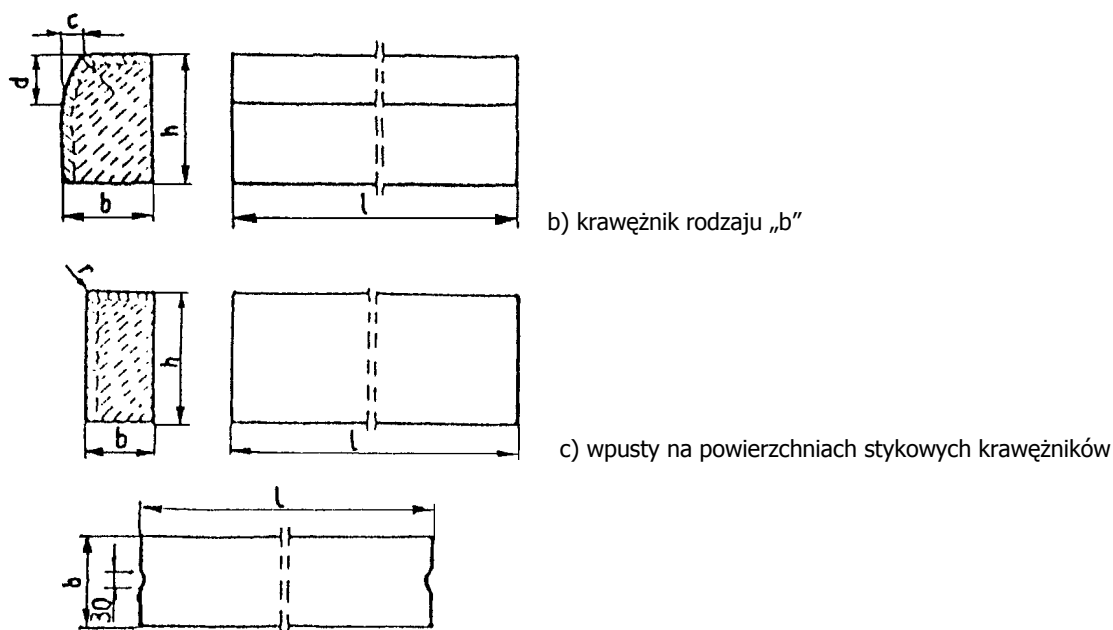 c
d
h
b
l
b) krawężnik rodzaju „b”
r
h
b
l
c) wpusty na powierzchniach stykowych krawężników
l
b
30